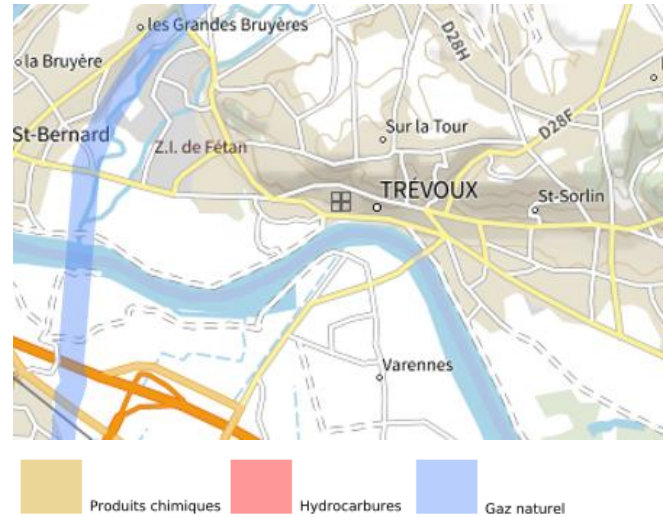 les Grandes Bruyères
la Bruyère
D28H
St-Bernard
Sur la Tour
D28F
Z.I. de Fétan
TRÉVOUX
St-Sorlin
Varennes
Produits chimiques
Hydrocarbures
Gaz naturel